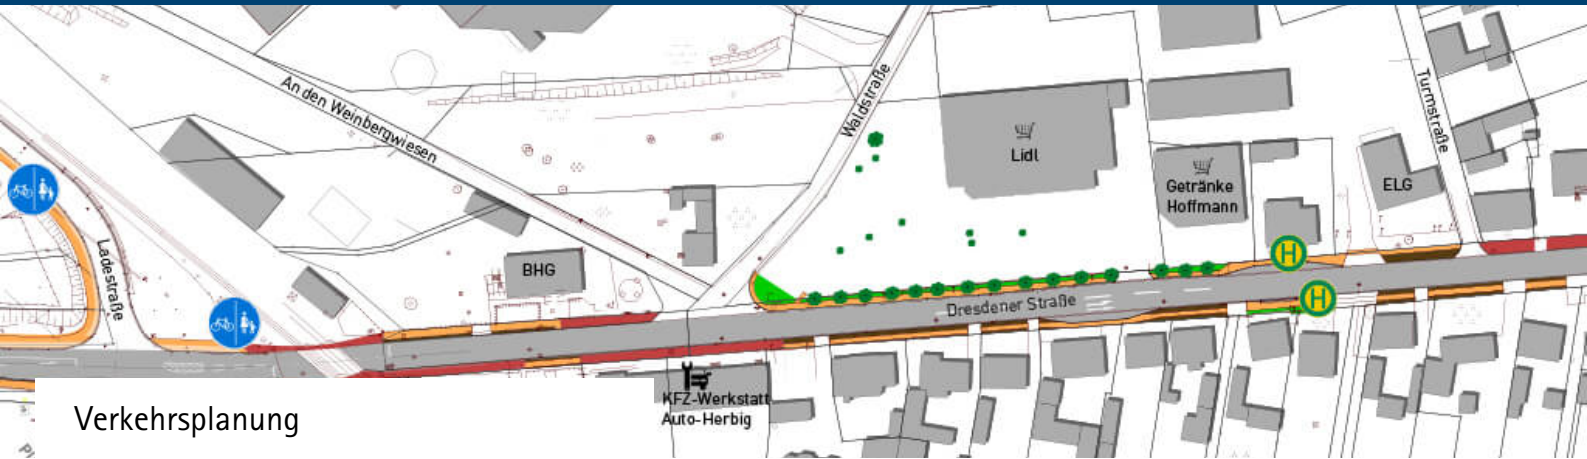 An den Weinbergwiesen
Waldstraße
Turmstraße
Lidl
Getränke
Hoffmann
ELG
H
Ladestraße
BHG
H
Dresdener Straße
KFZ-Werkstatt
Auto-Herbig
Verkehrsplanung